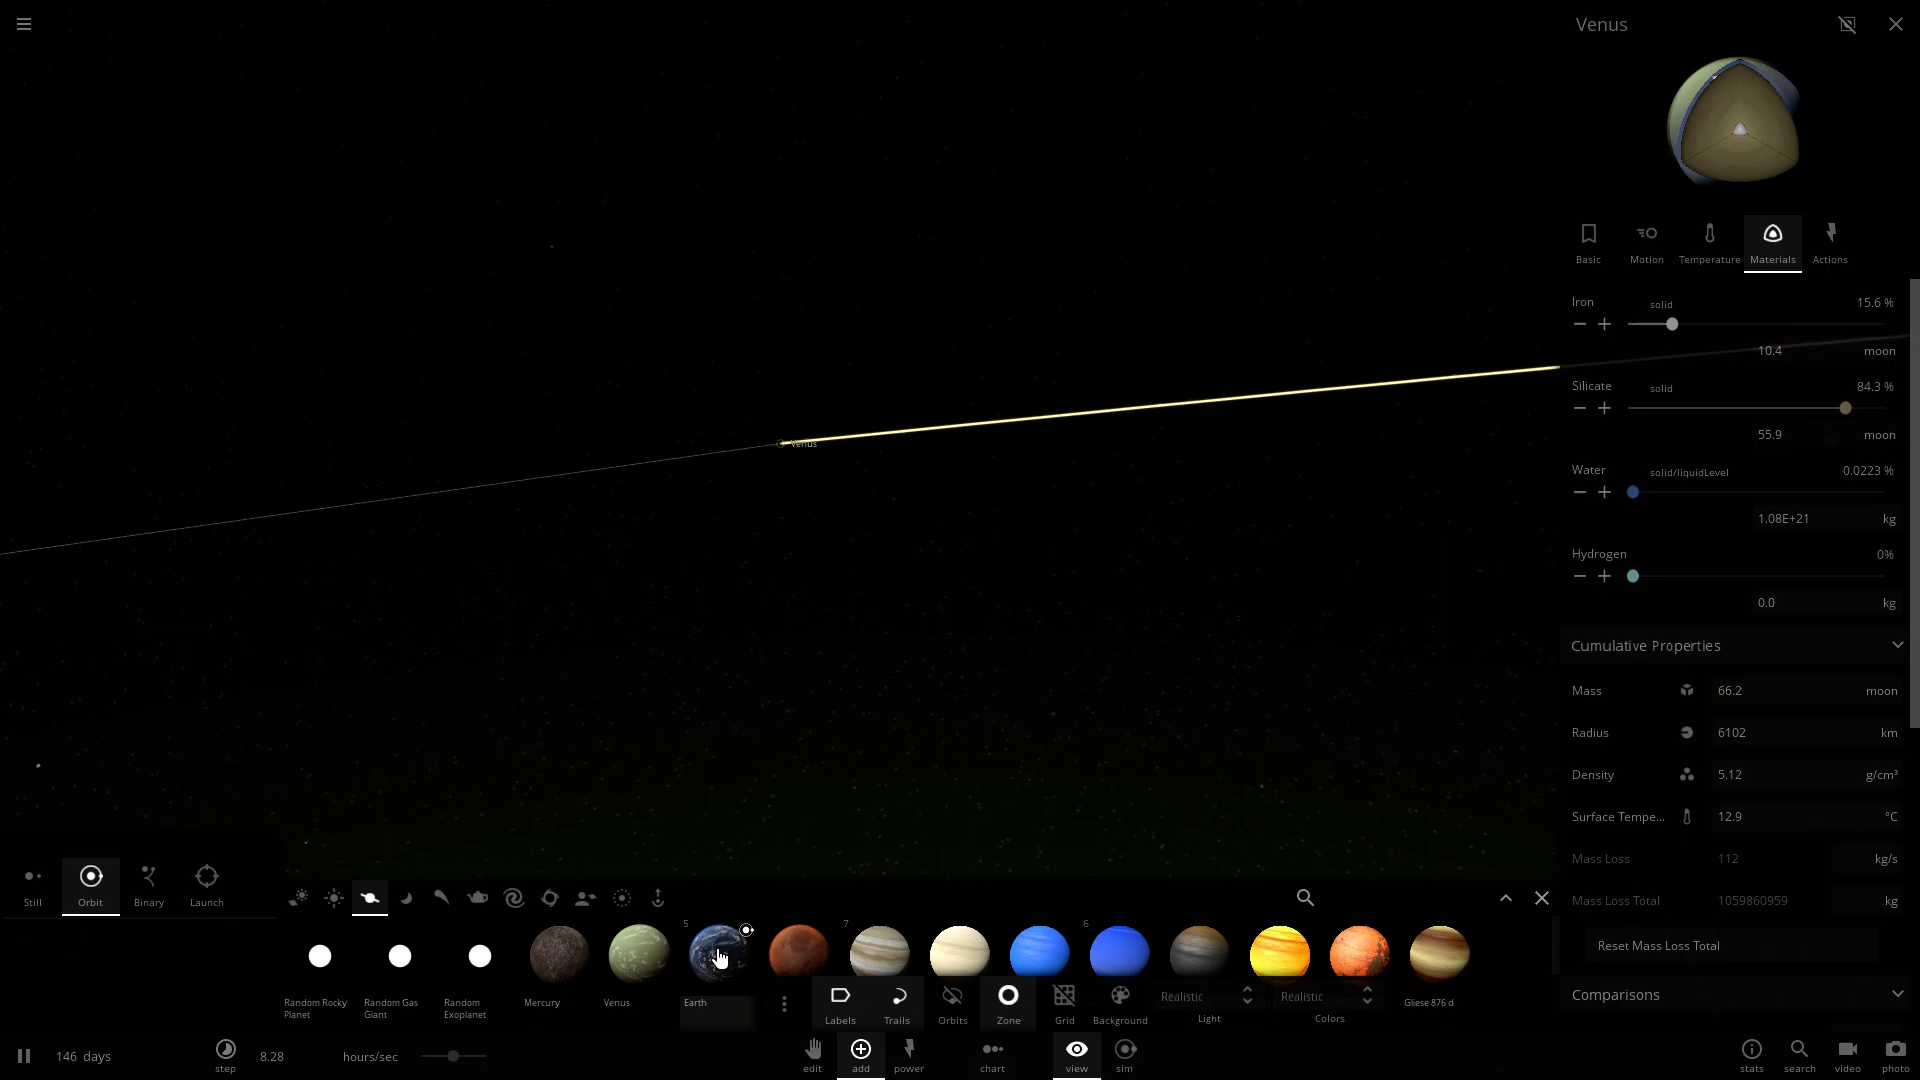 Venus
Basic
Motion
Temperature
Materials
Actions
Iron solid 15.6 %
10.4 moon
Silicate solid 84.3 %
55.9 moon
Water solid/liquidLevel 0.0223 %
1.08E+21 kg
Hydrogen 0%
0.0 kg
Cumulative Properties
Mass 66.2 moon
Radius 6102 km
Density 5.12 g/cm³
Surface Tempe... 12.9 °C
Mass Loss 112 kg/s
Mass Loss Total 1059860959 kg
Reset Mass Loss Total
Comparisons
Venus
Still
Orbit
Binary
Launch
5
7
6
Random Rocky
Planet
Random Gas
Giant
Random
Exoplanet
Mercury
Venus
Earth
Gliese 876 d
Labels
Trails
Orbits
Zone
Grid
Background
Realistic
Light
Realistic
Colors
146 days
step
8.28 hours/sec
edit
add
power
chart
view
sim
stats
search
video
photo